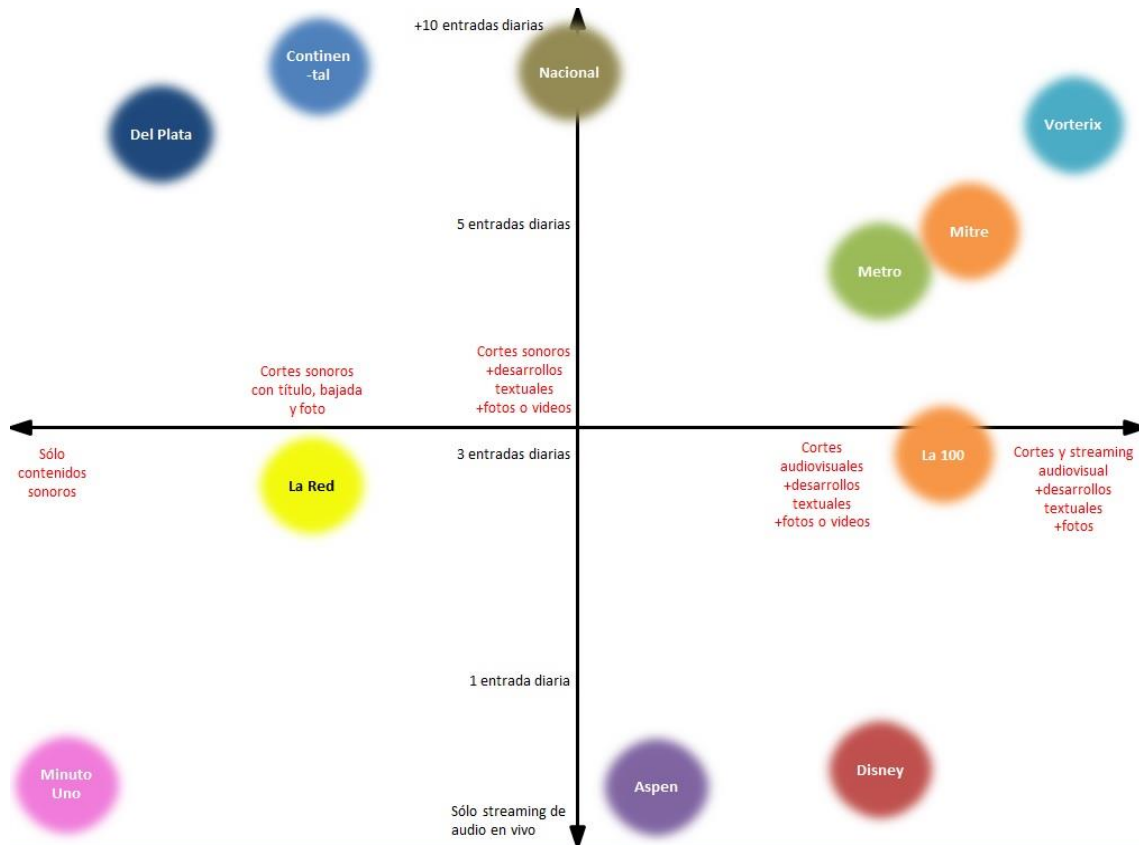 +10 entradas diarias
Continen
-tal
Nacional
Del Plata
Vorterix
5 entradas diarias
Mitre
Metro
Cortes sonoros
+desarrollos
textuales
+fotos o videos
Cortes sonoros
con título, bajada
y foto
Sólo
contenidos
sonoros
La Red
3 entradas diarias
Cortes
audiovisuales
+desarrollos
textuales
+fotos o videos
La 100
Cortes y streaming
audiovisual
+desarrollos
textuales
+fotos
1 entrada diaria
Minuto
Uno
Aspen
Disney
Sólo streaming de
audio en vivo